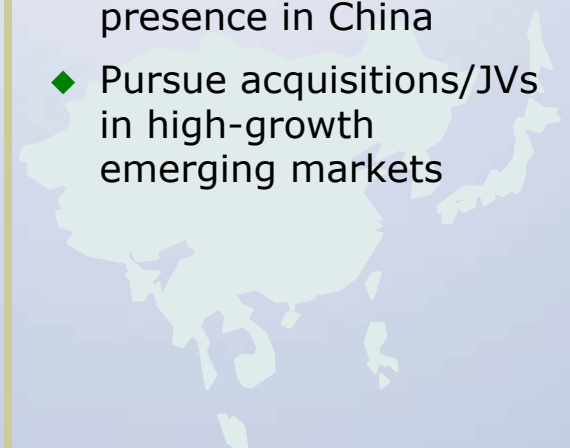 presence in China
◆ Pursue acquisitions/JVs
in high-growth
emerging markets